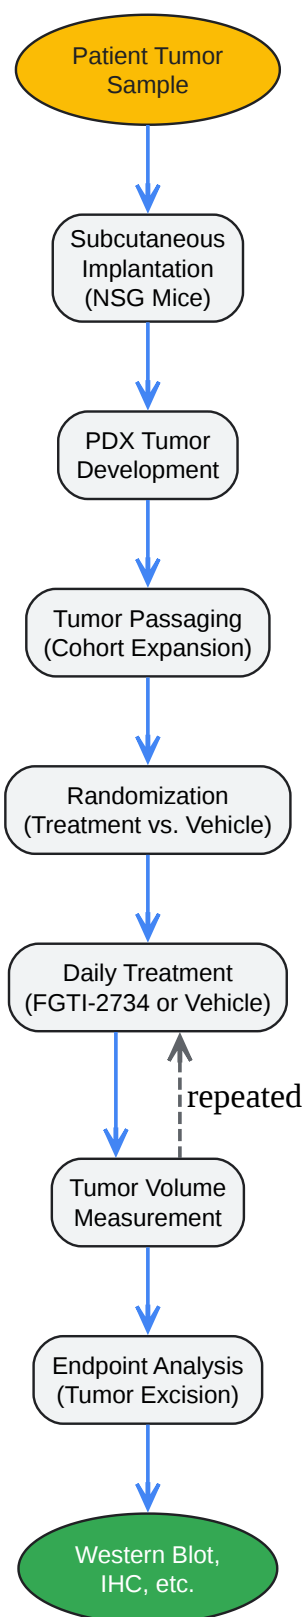 Patient Tumor
Sample
Subcutaneous
Implantation
(NSG Mice)
PDX Tumor
Development
Tumor Passaging
(Cohort Expansion)
Randomization
(Treatment vs. Vehicle)
Daily Treatment
(FGTI-2734 or Vehicle)
repeated
Tumor Volume
Measurement
Endpoint Analysis
(Tumor Excision)
Western Blot,
IHC, etc.